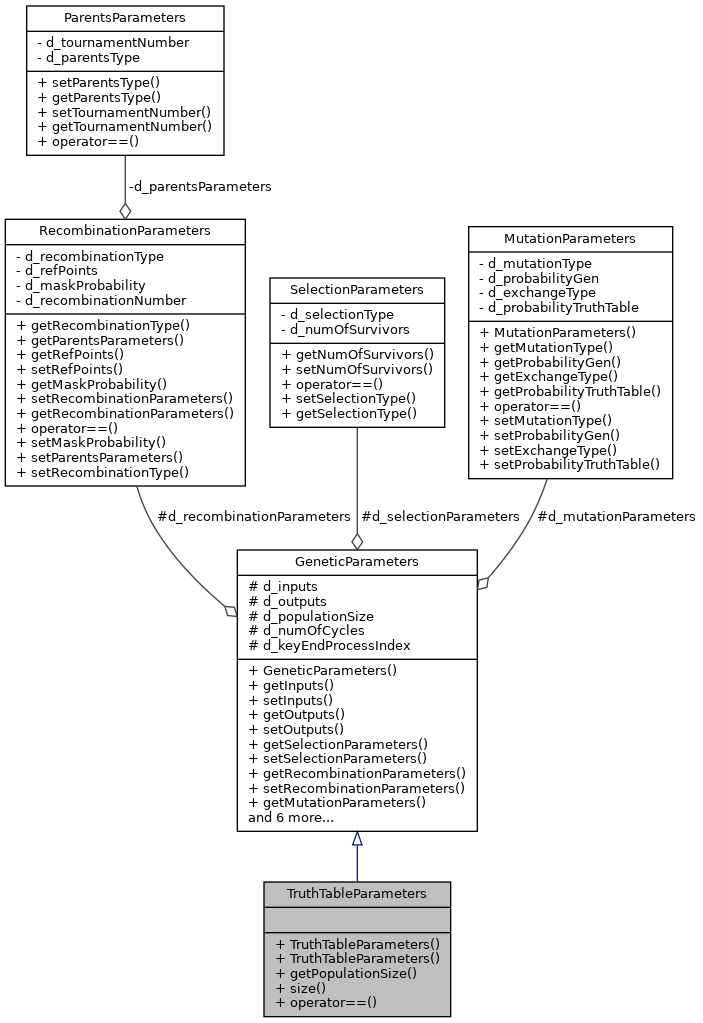 ParentsParameters
- d_tournamentNumber
- d_parentsType
+ setParentsType()
+ getParentsType()
+ setTournamentNumber()
+ getTournamentNumber()
+ operator==()
-d_parentsParameters
RecombinationParameters
- d_recombinationType
- d_refPoints
- d_maskProbability
- d_recombinationNumber
+ getRecombinationType()
+ getParentsParameters()
+ getRefPoints()
+ setRefPoints()
+ getMaskProbability()
+ setRecombinationParameters()
+ getRecombinationParameters()
+ operator==()
+ setMaskProbability()
+ setParentsParameters()
+ setRecombinationType()
SelectionParameters
- d_selectionType
- d_numOfSurvivors
+ getNumOfSurvivors()
+ setNumOfSurvivors()
+ operator==()
+ setSelectionType()
+ getSelectionType()
MutationParameters
- d_mutationType
- d_probabilityGen
- d_exchangeType
- d_probabilityTruthTable
+ MutationParameters()
+ getMutationType()
+ getProbabilityGen()
+ getExchangeType()
+ getProbabilityTruthTable()
+ operator==()
+ setMutationType()
+ setProbabilityGen()
+ setExchangeType()
+ setProbabilityTruthTable()
#d_recombinationParameters
#d_selectionParameters
#d_mutationParameters
GeneticParameters
# d_inputs
# d_outputs
# d_populationSize
# d_numOfCycles
# d_keyEndProcessIndex
+ GeneticParameters()
+ getInputs()
+ setInputs()
+ getOutputs()
+ setOutputs()
+ getSelectionParameters()
+ setSelectionParameters()
+ getRecombinationParameters()
+ setRecombinationParameters()
+ getMutationParameters()
and 6 more...
TruthTableParameters
+ TruthTableParameters()
+ TruthTableParameters()
+ getPopulationSize()
+ size()
+ operator==()